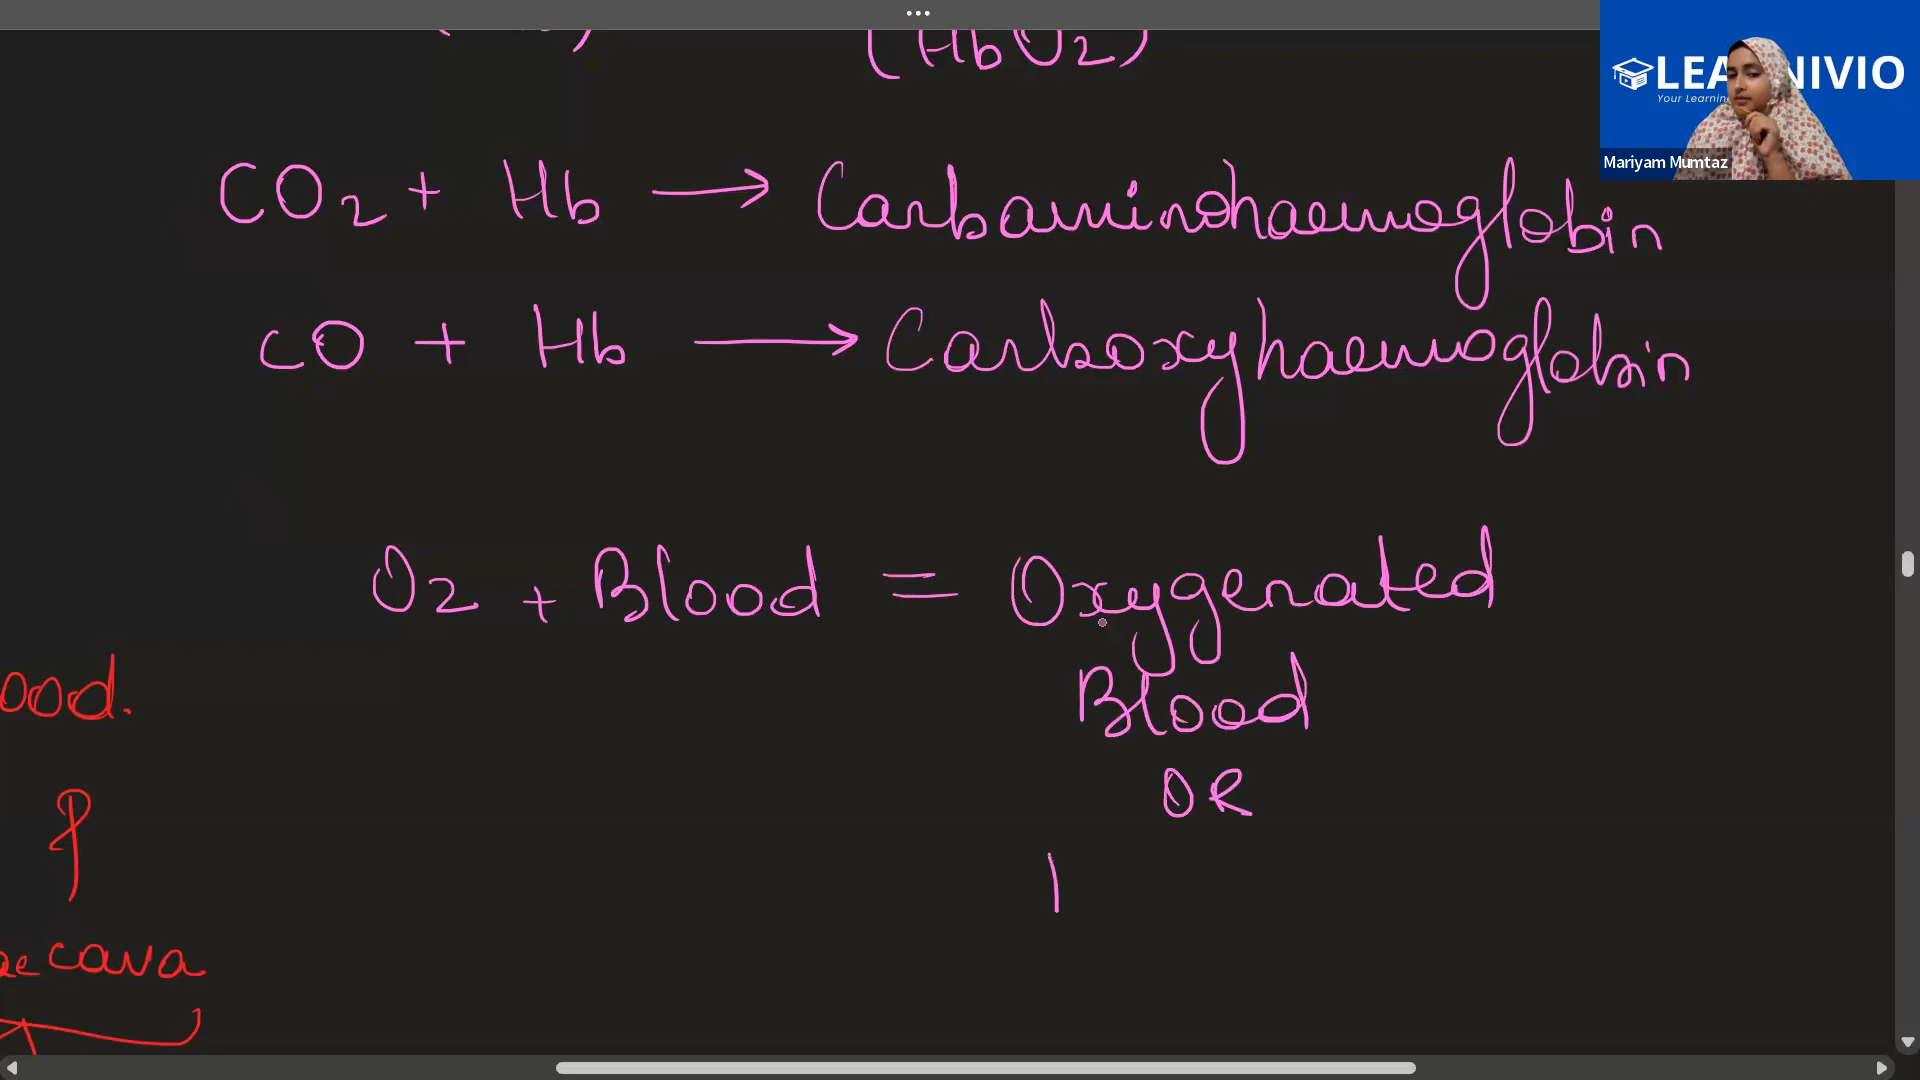 (HbO2)
LEA NIVIO
Your Learnin
Mariyam Mumtaz
CO2 + Hb → Carbaminohaemoglobin
CO + Hb → Carboxyhaemoglobin
O2 + Blood = Oxygenated
Blood
OR
ood.
cava